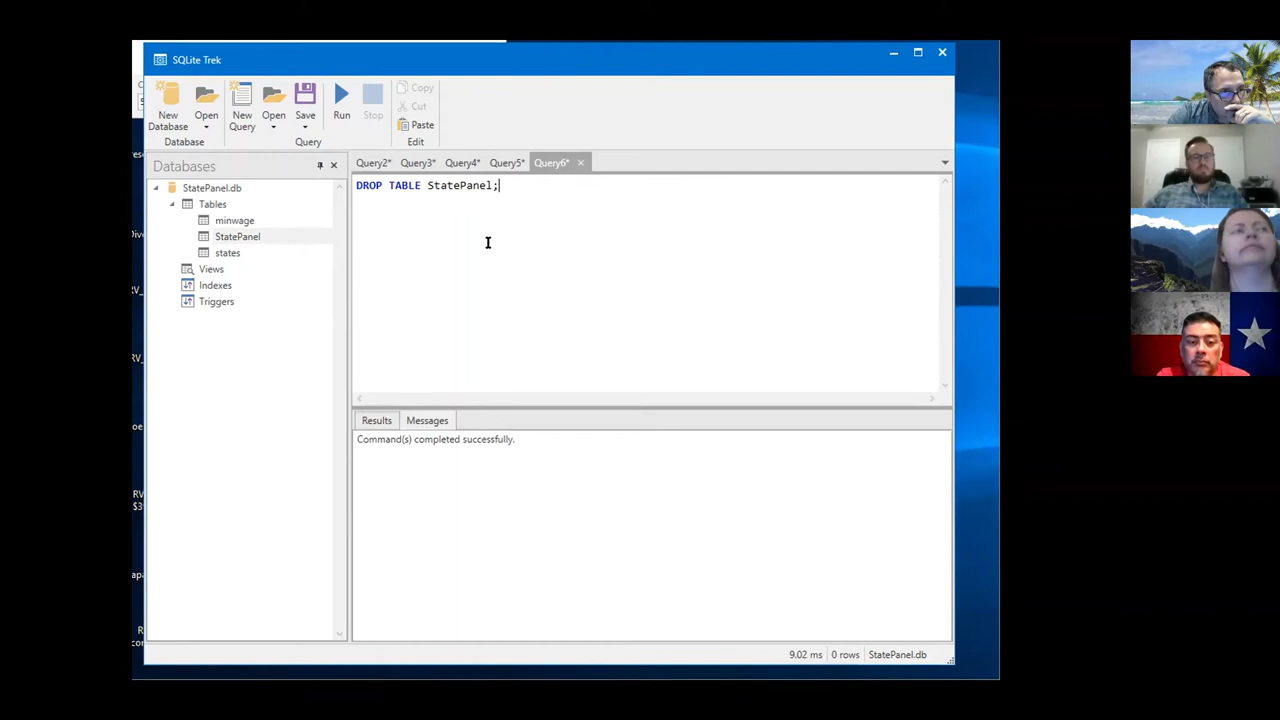 SQLite Trek
New Database
Open
New Query
Open
Save
Run
Stop
Copy
Cut
Paste
Database
Query
Edit
Databases
Query2*
Query3*
Query4*
Query5*
Query6*
StatePanel.db
Tables
minwage
StatePanel
states
Views
Indexes
Triggers
DROP TABLE StatePanel;
Results
Messages
Command(s) completed successfully.
9.02 ms
0 rows
StatePanel.db